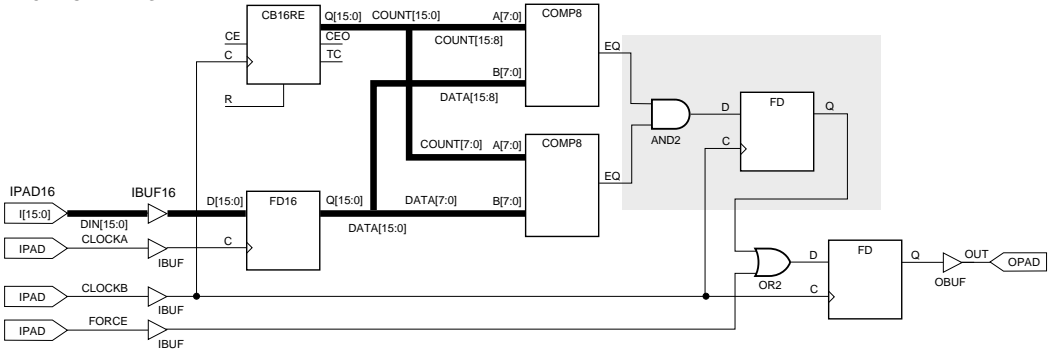 CB16RE
Q[15:0]
COUNT[15:0]
A[7:0]
COMP8
CE
CEO
COUNT[15:8]
EQ
C
TC
B[7:0]
R
DATA[15:8]
D
FD
Q
AND2
C
COUNT[7:0]
A[7:0]
COMP8
EQ
IPAD16
IBUF16
I[15:0]
DIN[15:0]
D[15:0]
FD16
Q[15:0]
DATA[7:0]
B[7:0]
DATA[15:0]
IPAD
CLOCKA
IBUF
C
OR2
D
FD
Q
OUT
OPAD
OBUF
C
IPAD
CLOCKB
IBUF
IPAD
FORCE
IBUF